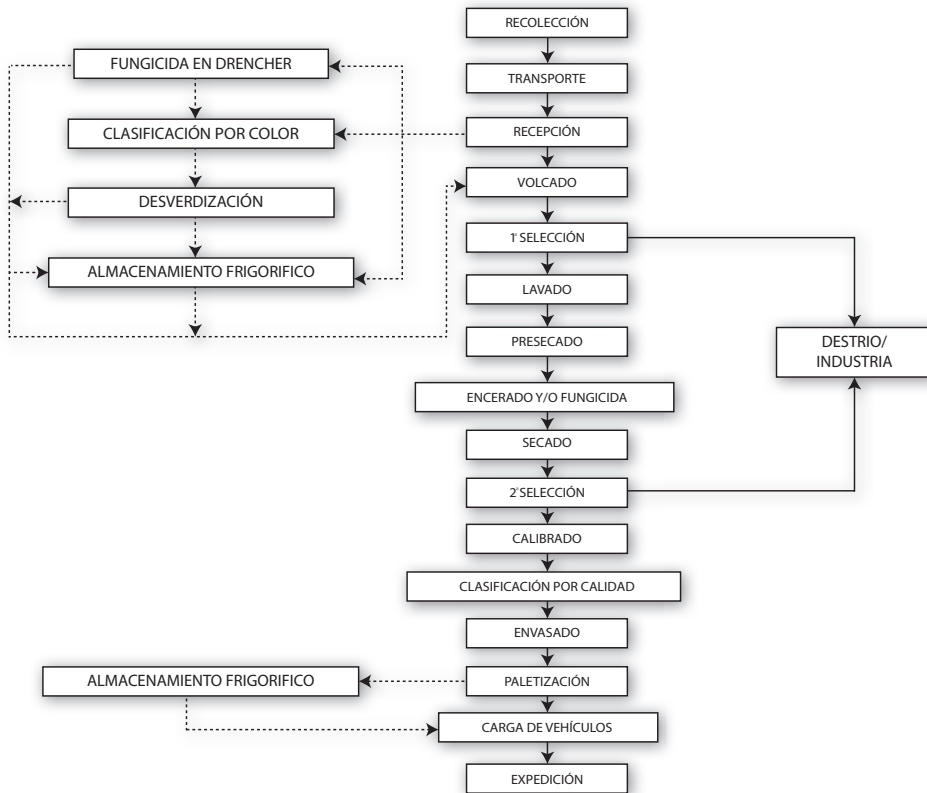 RECOLECCIÓN
FUNGICIDA EN DRENCHER
TRANSPORTE
CLASIFICACIÓN POR COLOR
RECEPCIÓN
VOLCADO
DESVERDIZACIÓN
1ª SELECCIÓN
ALMACENAMIENTO FRIGORIFICO
LAVADO
PRESECADO
DESTRIO/
INDUSTRIA
ENCERADO Y/O FUNGICIDA
SECADO
2ª SELECCIÓN
CALIBRADO
CLASIFICACIÓN POR CALIDAD
ENVASADO
ALMACENAMIENTO FRIGORIFICO
PALETIZACIÓN
CARGA DE VEHÍCULOS
EXPEDICIÓN